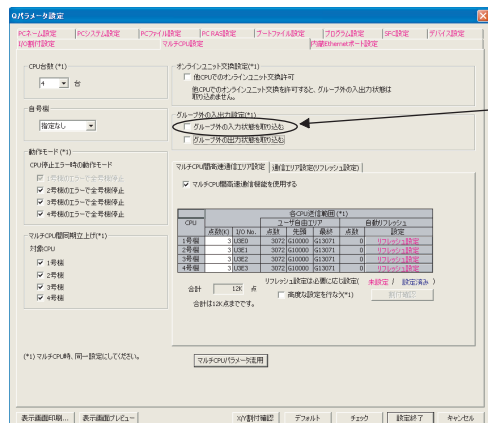 Qパラメータ設定
PCネーム設定 PCシステム設定 PCファイル設定 PC RAS設定 ブートファイル設定 プログラム設定 SFC設定 デバイス設定
I/O割付設定 マルチCPU設定 内蔵Ethernetポート設定
CPU台数 (*1)
4 台
自号機
指定なし
動作モード (*1)
CPU停止エラー時の動作モード
1号機のエラーで全号機停止
2号機のエラーで全号機停止
3号機のエラーで全号機停止
4号機のエラーで全号機停止
マルチCPU間同期立上げ(*1)
対象CPU
1号機
2号機
3号機
4号機
オンラインユニット交換設定(*1)
他CPUでのオンラインユニット交換許可
他CPUでのオンラインユニット交換を許可すると、グループ外の入出力状態は
取り込めません。
グループ外の入出力設定(*1)
グループ外の入力状態を取り込む
グループ外の出力状態を取り込む
マルチCPU間高速通信エリア設定 通信エリア設定(リフレッシュ設定)
マルチCPU間高速通信機能を使用する
CPU 各CPU送信範囲 (*1)
ユーザ自由エリア 自動リフレッシュ
点数(K) I/O No. 点数 先頭 最終 点数 設定
1号機 3 U3E0 3072 G10000 G13071 0 リフレッシュ設定
2号機 3 U3E1 3072 G10000 G13071 0 リフレッシュ設定
3号機 3 U3E2 3072 G10000 G13071 0 リフレッシュ設定
4号機 3 U3E3 3072 G10000 G13071 0 リフレッシュ設定
合計 12K 点
リフレッシュ設定は必要に応じ設定( 未設定 / 設定済み )
高度な設定を行なう(*1) 割付確認
合計は12K点までです。
(*1) マルチCPU時、同一設定にしてください。
マルチCPUパラメータ流用
表示画面印刷... 表示画面プレビュー X/Y割付確認 デフォルト チェック 設定終了 キャンセル